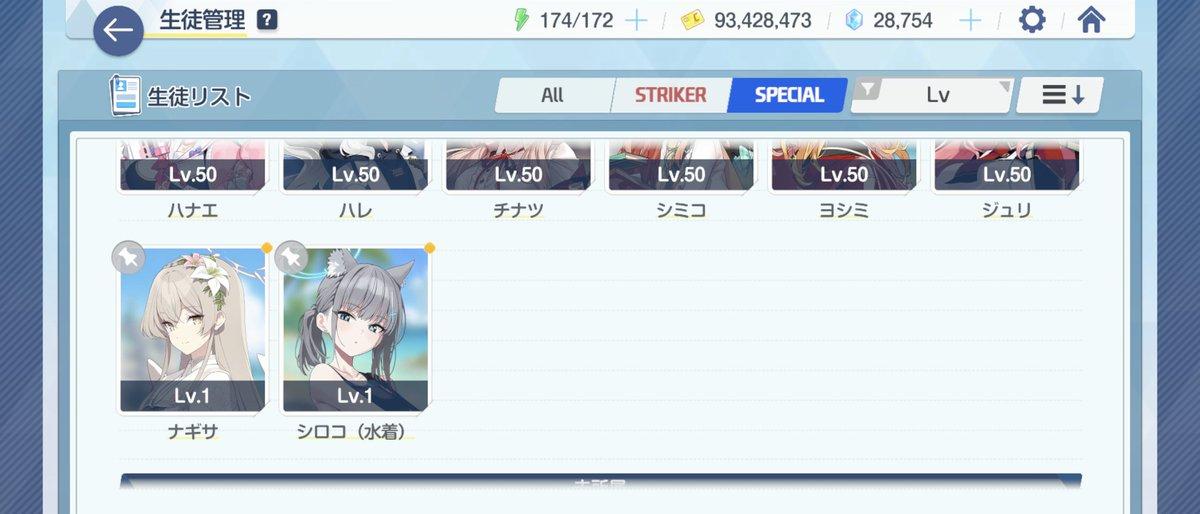 生徒管理 ? 174/172 93,428,473 28,754
生徒リスト All STRIKER SPECIAL Lv
Lv.50 Lv.50 Lv.50 Lv.50 Lv.50 Lv.50
ハナエ ハレ チナツ シミコ ヨシミ ジュリ
Lv.1 Lv.1
ナギサ シロコ（水着）